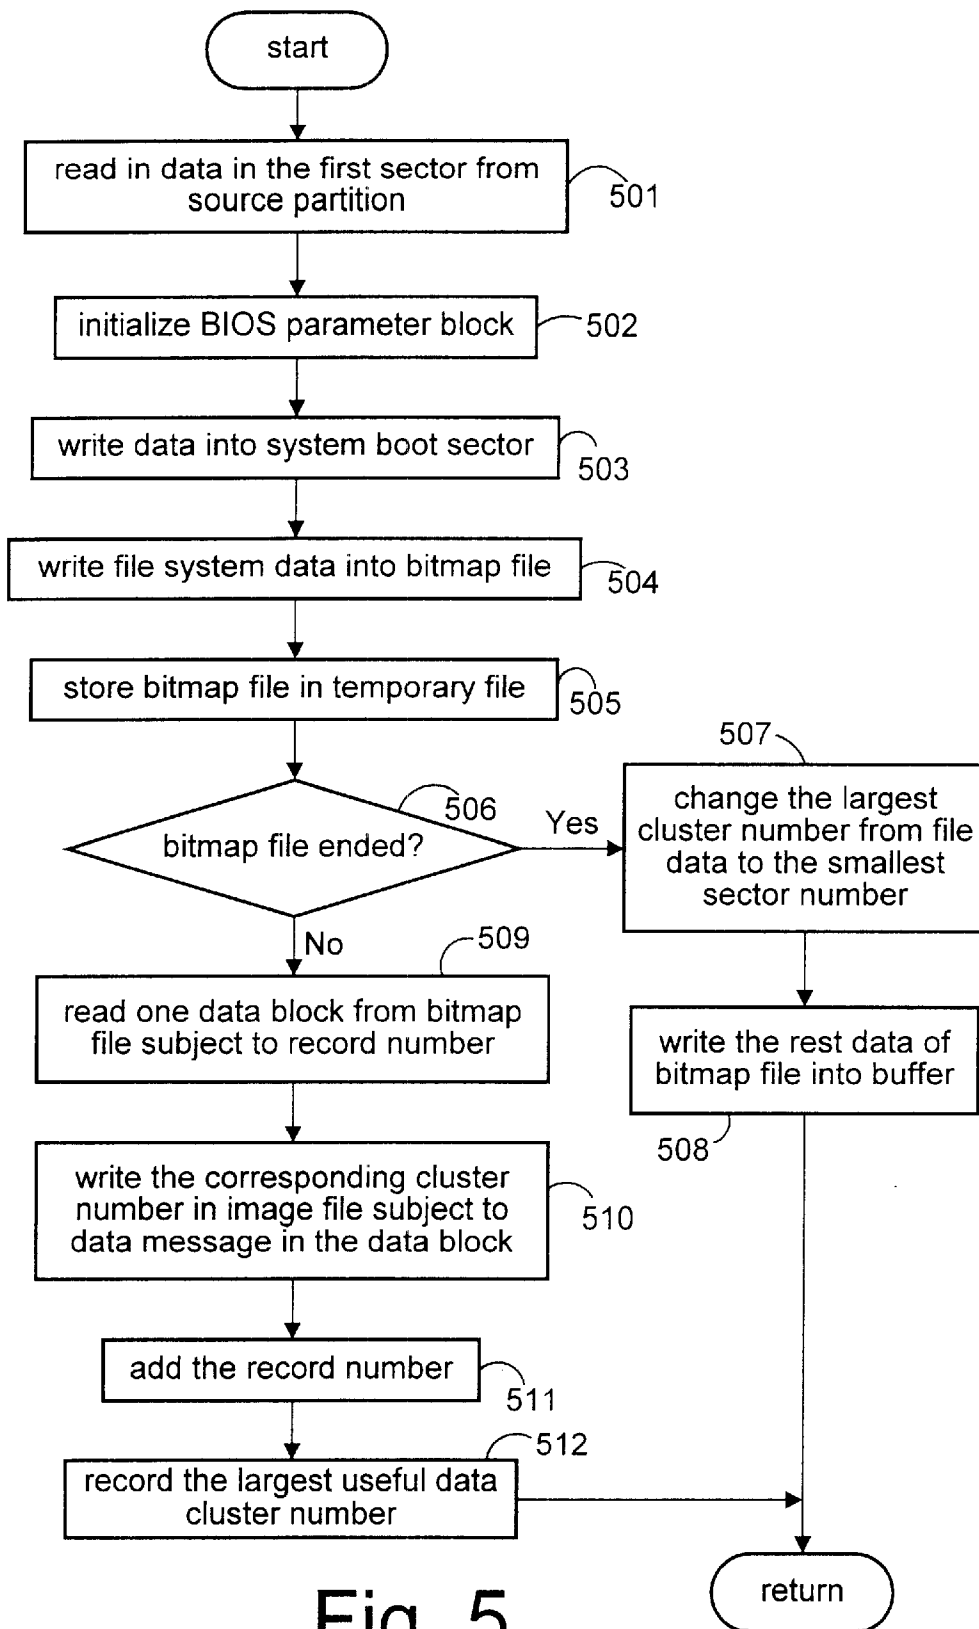 start
read in data in the first sector from
source partition
501
initialize BIOS parameter block
502
write data into system boot sector
503
write file system data into bitmap file
504
store bitmap file in temporary file
505
506
bitmap file ended?
Yes
507
change the largest
cluster number from file
data to the smallest
sector number
No
509
read one data block from bitmap
file subject to record number
write the rest data of
bitmap file into buffer
508
write the corresponding cluster
number in image file subject to
data message in the data block
510
add the record number
511
512
record the largest useful data
cluster number
return
Fig. 5